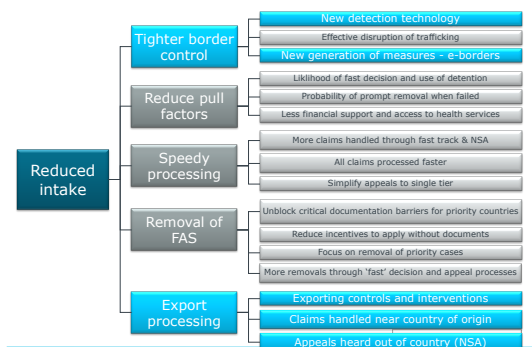 New detection technology
Tighter border
control
Effective disruption of trafficking
New generation of measures - e-borders
Reduce pull
factors
Liklihood of fast decision and use of detention
Probability of prompt removal when failed
Less financial support and access to health services
Reduced
intake
Speedy
processing
More claims handled through fast track & NSA
All claims processed faster
Simplify appeals to single tier
Removal of
FAS
Unblock critical documentation barriers for priority countries
Reduce incentives to apply without documents
Focus on removal of priority cases
More removals through 'fast' decision and appeal processes
Export
processing
Exporting controls and interventions
Claims handled near country of origin
Appeals heard out of country (NSA)